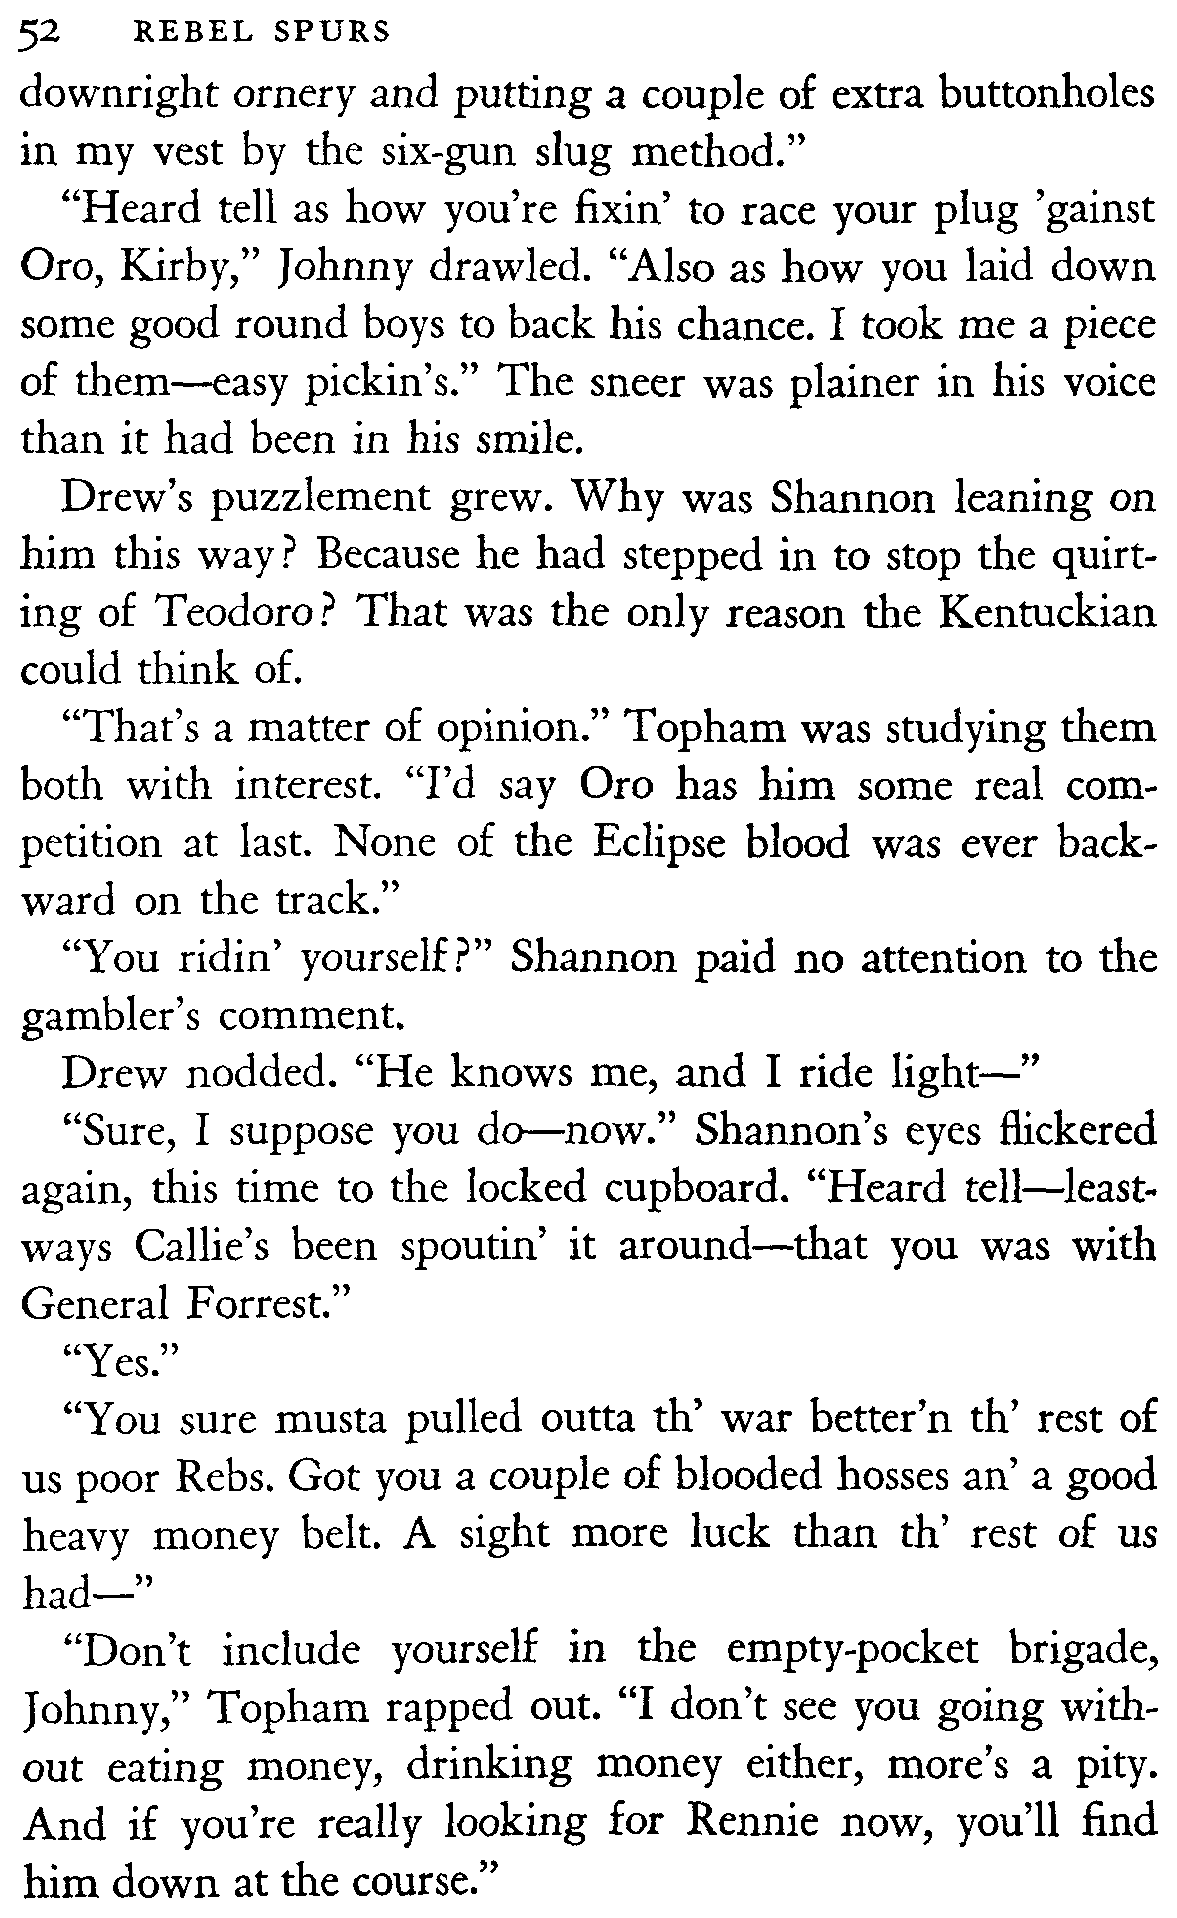 52 REBEL SPURS
downright ornery and putting a couple of extra buttonholes
in my vest by the six-gun slug method.”
“Heard tell as how you’re fixin’ to race your plug ’gainst
Oro, Kirby,” Johnny drawled. “Also as how you laid down
some good round boys to back his chance. I took me a piece
of them—easy pickin’s.” The sneer was plainer in his voice
than it had been in his smile.
Drew’s puzzlement grew. Why was Shannon leaning on
him this way? Because he had stepped in to stop the quirt-
ing of Teodoro? That was the only reason the Kentuckian
could think of.
“That’s a matter of opinion.” Topham was studying them
both with interest. “I’d say Oro has him some real com-
petition at last. None of the Eclipse blood was ever back-
ward on the track.”
“You ridin’ yourself?” Shannon paid no attention to the
gambler’s comment.
Drew nodded. “He knows me, and I ride light—”
“Sure, I suppose you do—now.” Shannon’s eyes flickered
again, this time to the locked cupboard. “Heard tell—least-
ways Callie’s been spoutin’ it around—that you was with
General Forrest.”
“Yes.”
“You sure musta pulled outta th’ war better’n th’ rest of
us poor Rebs. Got you a couple of blooded hosses an’ a good
heavy money belt. A sight more luck than th’ rest of us
had—”
“Don’t include yourself in the empty-pocket brigade,
Johnny,” Topham rapped out. “I don’t see you going with-
out eating money, drinking money either, more’s a pity.
And if you’re really looking for Rennie now, you’ll find
him down at the course.”